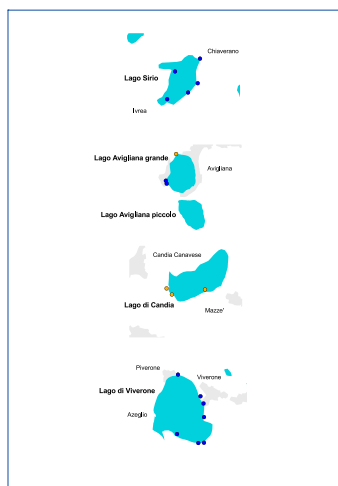 Chiaverano
Lago Sirio
Ivrea
Lago Avigliana grande
Avigliana
Lago Avigliana piccolo
Candia Canavese
Lago di Candia
Mazze'
Piverone
Viverone
Lago di Viverone
Azeglio